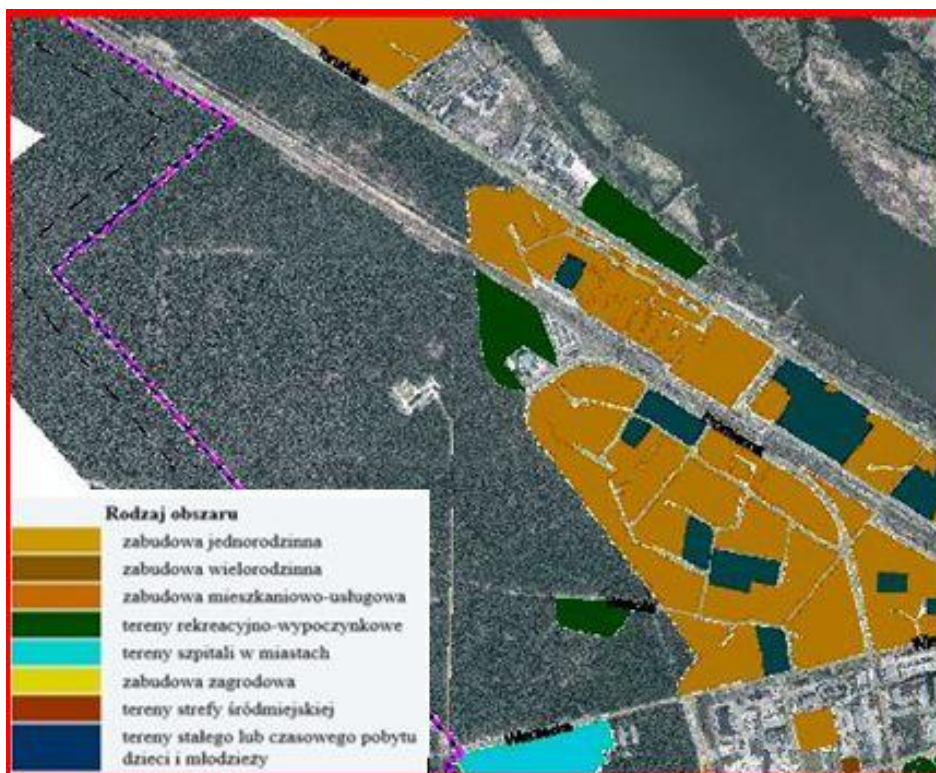 Toruńska
Rodzaj obszaru
zabudowa jednorodzinna
zabudowa wielorodzinna
zabudowa mieszkaniowo-usługowa
tereny rekreacyjno-wypoczynkowe
tereny szpitali w miastach
zabudowa zagrodowa
tereny strefy śródmiejskiej
tereny stałego lub czasowego pobytu
dzieci i młodzieży